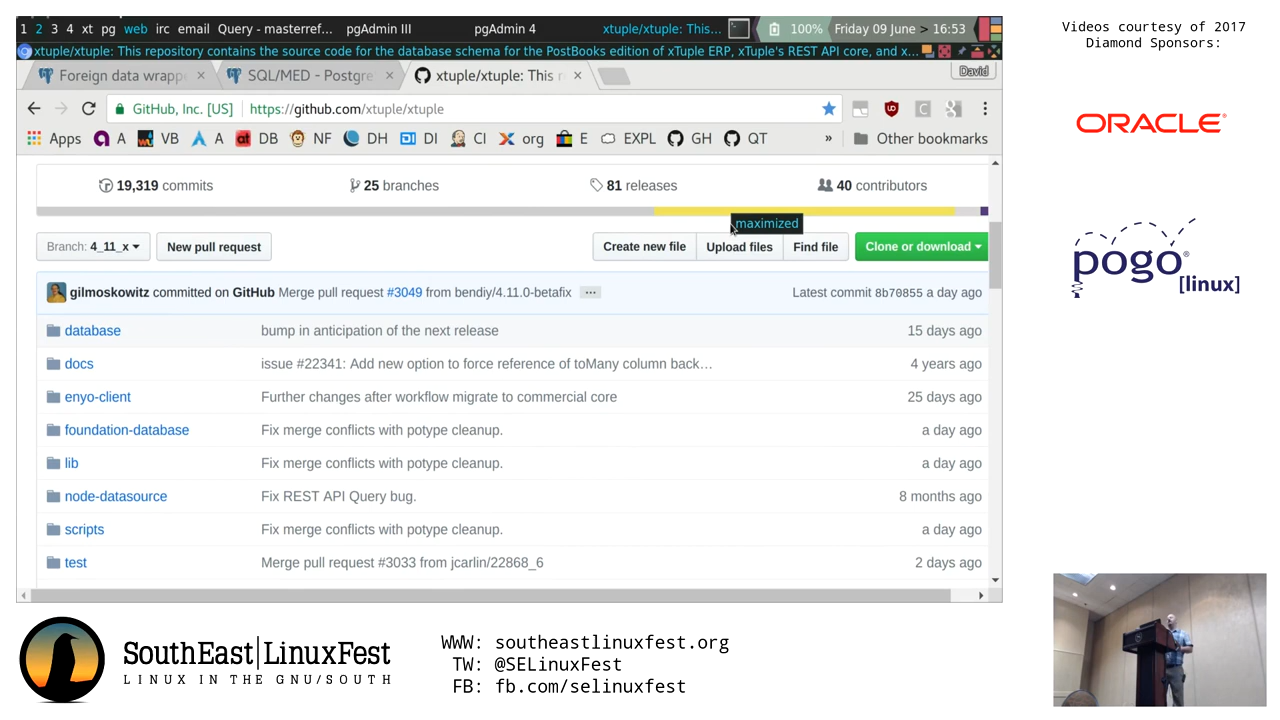 1 2 3 4 xt pg web irc email Query - masterref... pgAdmin III pgAdmin 4 xtuple/xtuple: This... 100% Friday 09 June > 16:53
xtuple/xtuple: This repository contains the source code for the database schema for the PostBooks edition of xTuple ERP, xTuple's REST API core, and x...
Foreign data wrappe × SQL/MED - Postgre × xtuple/xtuple: This r × David
GitHub, Inc. [US] https://github.com/xtuple/xtuple
Apps A VB A DB NF DH DI CI org E EXPL GH QT » Other bookmarks
19,319 commits 25 branches 81 releases 40 contributors
maximized
Branch: 4_11_x New pull request Create new file Upload files Find file Clone or download
gilmoskowitz committed on GitHub Merge pull request #3049 from bendiy/4.11.0-betafix ... Latest commit 8b70855 a day ago
database bump in anticipation of the next release 15 days ago
docs issue #22341: Add new option to force reference of toMany column back... 4 years ago
enyo-client Further changes after workflow migrate to commercial core 25 days ago
foundation-database Fix merge conflicts with potype cleanup. a day ago
lib Fix merge conflicts with potype cleanup. a day ago
node-datasource Fix REST API Query bug. 8 months ago
scripts Fix merge conflicts with potype cleanup. a day ago
test Merge pull request #3033 from jcarlin/22868_6 2 days ago
Videos courtesy of 2017
Diamond Sponsors:
ORACLE®
pogo®
[linux]
SouthEast|LinuxFest
LINUX IN THE GNU/SOUTH
WWW: southeastlinuxfest.org
TW: @SELinuxFest
FB: fb.com/selinuxfest